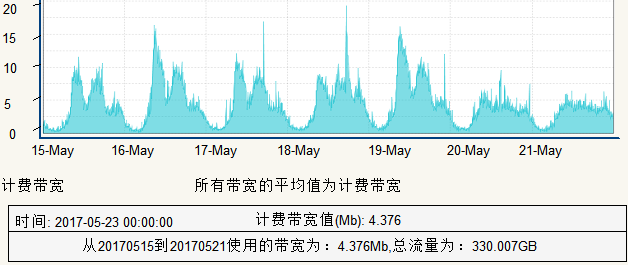 20
15
10
5
0
15-May 16-May 17-May 18-May 19-May 20-May 21-May
计费带宽 所有带宽的平均值为计费带宽
时间: 2017-05-23 00:00:00 计费带宽值(Mb): 4.376
从20170515到20170521使用的带宽为：4.376Mb,总流量为：330.007GB